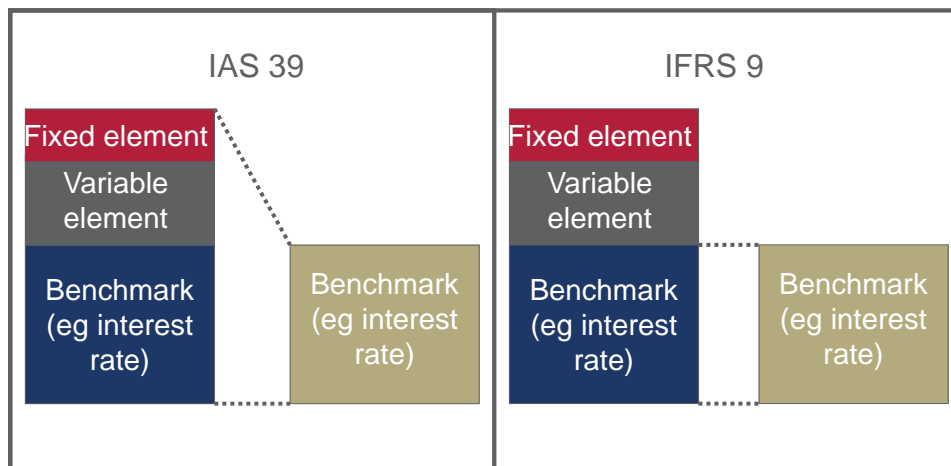 IAS 39
Fixed element
Variable
element
Benchmark
(eg interest
rate)
Benchmark
(eg interest
rate)
IFRS 9
Fixed element
Variable
element
Benchmark
(eg interest
rate)
Benchmark
(eg interest
rate)